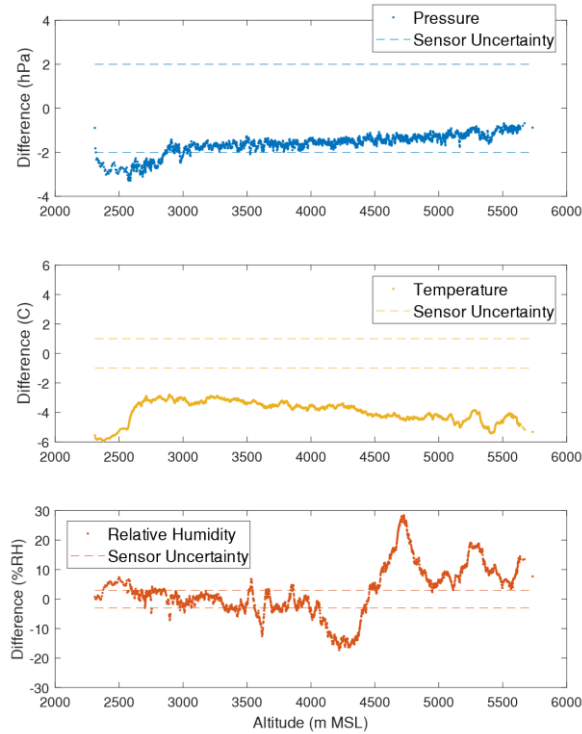 Pressure
Sensor Uncertainty
Difference (hPa)
4
2
0
-2
-4
2000 2500 3000 3500 4000 4500 5000 5500 6000
Temperature
Sensor Uncertainty
Difference (C)
6
4
2
0
-2
-4
-6
2000 2500 3000 3500 4000 4500 5000 5500 6000
Relative Humidity
Sensor Uncertainty
Difference (%RH)
30
20
10
0
-10
-20
-30
2000 2500 3000 3500 4000 4500 5000 5500 6000
Altitude (m MSL)